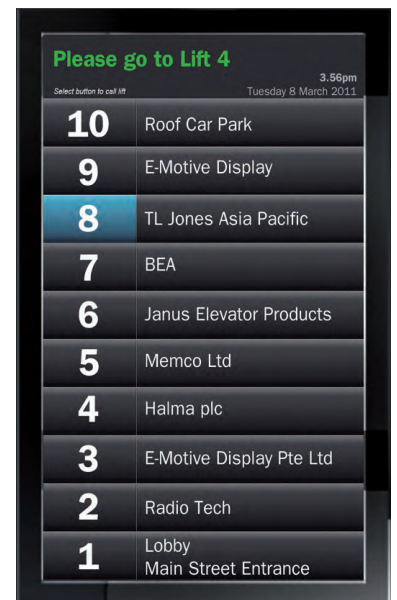 Please go to Lift 4
3.56pm
Select button to call lift
Tuesday 8 March 2011
10 Roof Car Park
9 E-Motive Display
8 TL Jones Asia Pacific
7 BEA
6 Janus Elevator Products
5 Memco Ltd
4 Halma plc
3 E-Motive Display Pte Ltd
2 Radio Tech
1 Lobby
Main Street Entrance